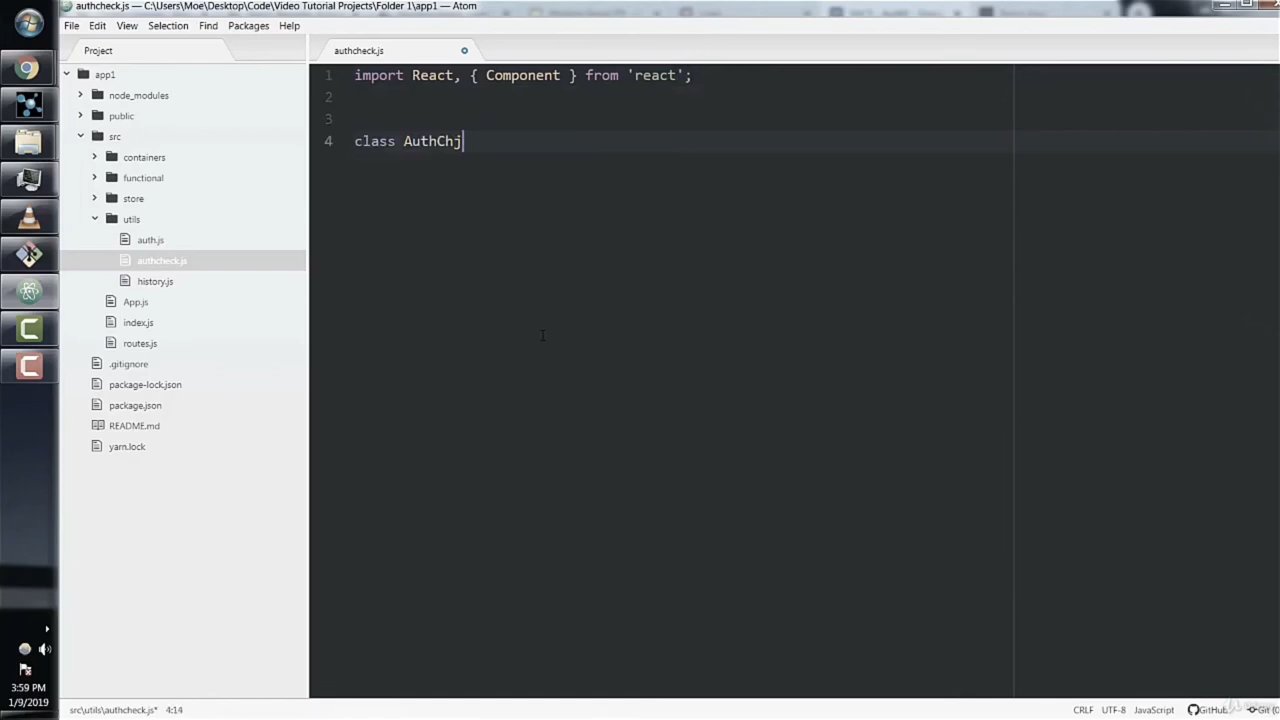 authcheck.js — C:\Users\Moe\Desktop\Code\Video Tutorial Projects\Folder 1\app1 — Atom
File Edit View Selection Find Packages Help
Project
authcheck.js
app1
node_modules
public
src
containers
functional
store
utils
auth.js
authcheck.js
history.js
App.js
index.js
routes.js
.gitignore
package-lock.json
package.json
README.md
yarn.lock
1 import React, { Component } from 'react';
2
3
4 class AuthChj
3:59 PM
1/9/2019
src\utils\authcheck.js* 4:14
CRLF UTF-8 JavaScript GitHub Git (0